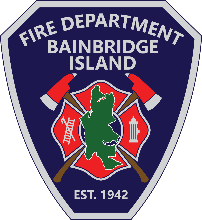 FIRE DEPARTMENT
BAINBRIDGE
ISLAND
EST. 1942